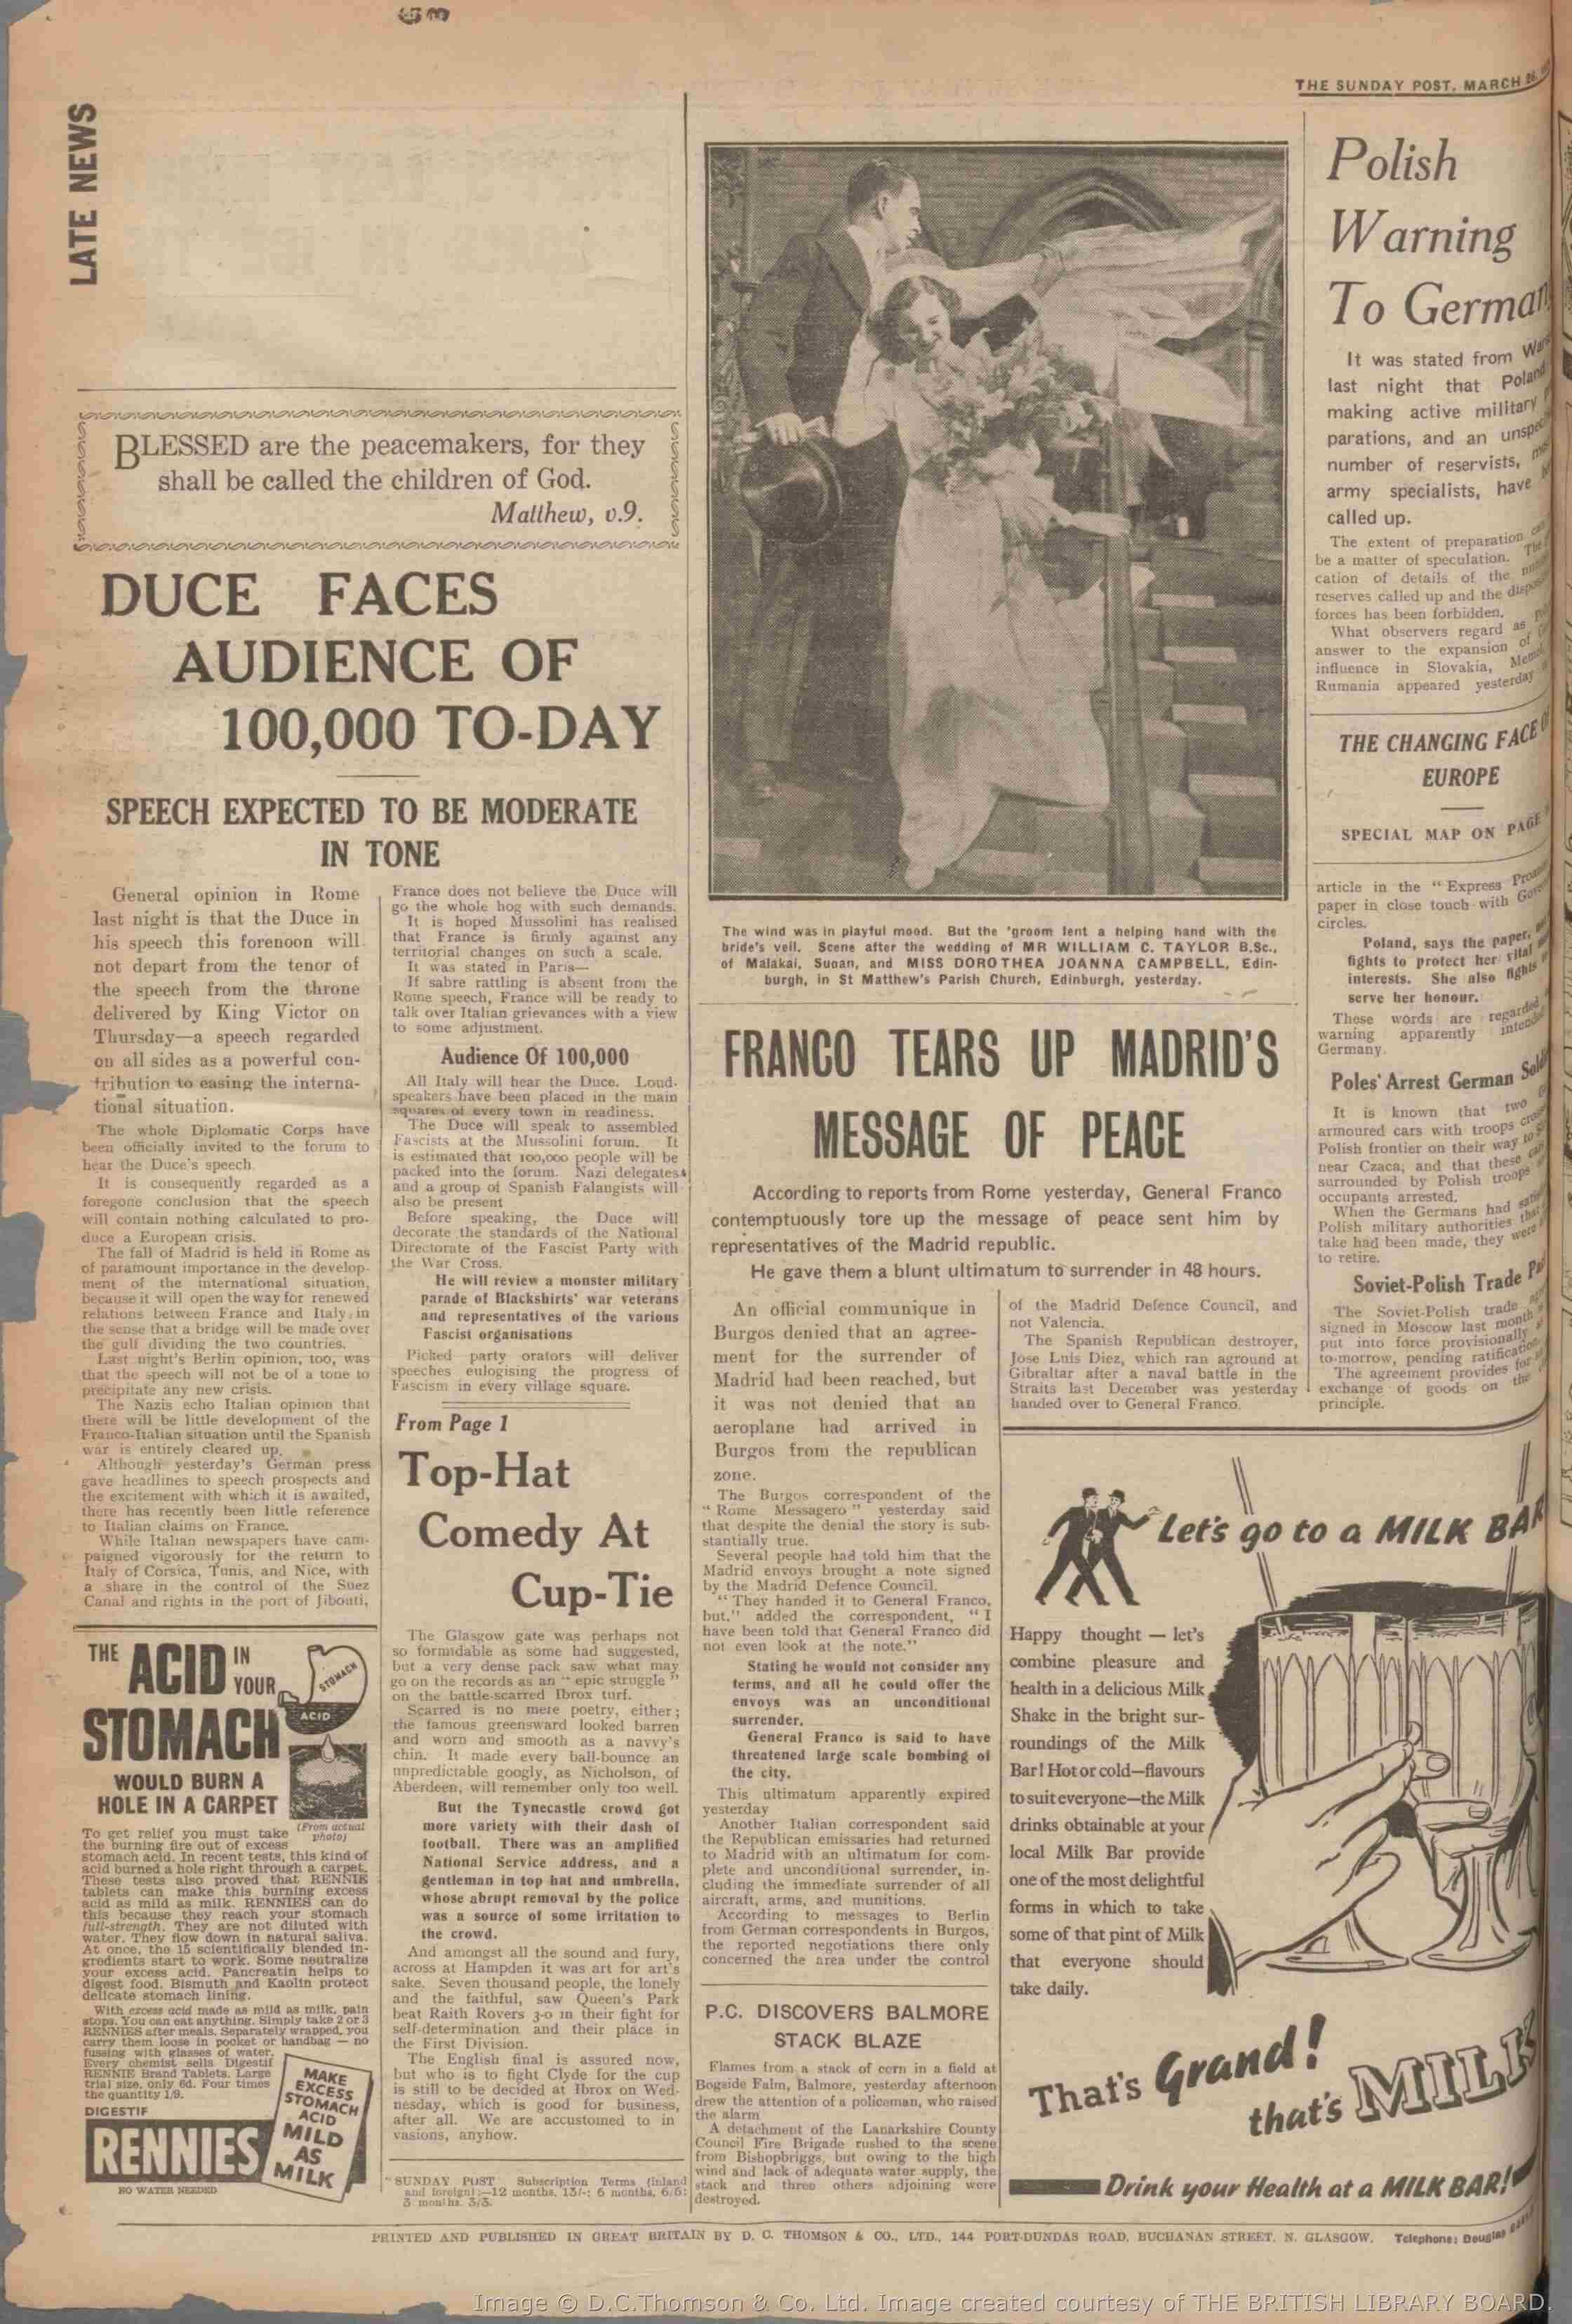 THE SUNDAY POST, MARCH 26,
LATE NEWS
BLESSED are the peacemakers, for they
shall be called the children of God.
Matthew, v.9.
DUCE FACES
AUDIENCE OF
100,000 TO-DAY
SPEECH EXPECTED TO BE MODERATE
IN TONE
General opinion in Rome
last night is that the Duce in
his speech this forenoon will
not depart from the tenor of
the speech from the throne
delivered by King Victor on
Thursday—a speech regarded
on all sides as a powerful con-
tribution to easing the interna-
tional situation.
The whole Diplomatic Corps have
been officially invited to the forum to
hear the Duce's speech.
It is consequently regarded as a
foregone conclusion that the speech
will contain nothing calculated to pro-
duce a European crisis.
The fall of Madrid is held in Rome as
of paramount importance in the develop-
ment of the international situation,
because it will open the way for renewed
relations between France and Italy, in
the sense that a bridge will be made over
the gulf dividing the two countries.
Last night's Berlin opinion, too, was
that the speech will not be of a tone to
precipitate any new crisis.
The Nazis echo Italian opinion that
there will be little development of the
Franco-Italian situation until the Spanish
war is entirely cleared up.
Although yesterday's German press
gave headlines to speech prospects and
the excitement with which it is awaited,
there has recently been little reference
to Italian claims on France.
While Italian newspapers have cam-
paigned vigorously for the return to
Italy of Corsica, Tunis, and Nice, with
a share in the control of the Suez
Canal and rights in the port of Jibouti,
France does not believe the Duce will
go the whole hog with such demands.
It is hoped Mussolini has realised
that France is firmly against any
territorial changes on such a scale.
It was stated in Paris—
If sabre rattling is absent from the
Rome speech, France will be ready to
talk over Italian grievances with a view
to some adjustment.
Audience Of 100,000
All Italy will hear the Duce. Loud-
speakers have been placed in the main
squares of every town in readiness.
The Duce will speak to assembled
Fascists at the Mussolini forum. It
is estimated that 100,000 people will be
packed into the forum. Nazi delegates
and a group of Spanish Falangists will
also be present
Before speaking, the Duce will
decorate the standards of the National
Directorate of the Fascist Party with
the War Cross.
He will review a monster military
parade of Blackshirts' war veterans
and representatives of the various
Fascist organisations
Picked party orators will deliver
speeches eulogising the progress of
Fascism in every village square.
From Page 1
Top-Hat
Comedy At
Cup-Tie
The Glasgow gate was perhaps not
so formidable as some had suggested,
but a very dense pack saw what may
go on the records as an "epic struggle"
on the battle-scarred Ibrox turf.
Scarred is no mere poetry, either;
the famous greensward looked barren
and worn and smooth as a navvy's
chin. It made every ball-bounce an
unpredictable googly, as Nicholson, of
Aberdeen, will remember only too well.
But the Tynecastle crowd got
more variety with their dash of
football. There was an amplified
National Service address, and a
gentleman in top hat and umbrella,
whose abrupt removal by the police
was a source of some irritation to
the crowd.
And amongst all the sound and fury,
across at Hampden it was art for art's
sake. Seven thousand people, the lonely
and the faithful, saw Queen's Park
beat Raith Rovers 3-0 in their fight for
self-determination and their place in
the First Division.
The English final is assured now,
but who is to fight Clyde for the cup
is still to be decided at Ibrox on Wed-
nesday, which is good for business,
after all. We are accustomed to in
vasions, anyhow.
"SUNDAY POST Subscription Terms (inland
and foreign):—12 months, 13/-; 6 months, 6/6;
3 months, 3/3.
THE ACID IN YOUR
STOMACH
STOMACH
ACID
WOULD BURN A
HOLE IN A CARPET
(From actual photo)
To get relief you must take
the burning fire out of excess
stomach acid. In recent tests, this kind of
acid burned a hole right through a carpet.
These tests also proved that RENNIE
tablets can make this burning excess
acid as mild as milk. RENNIES can do
this because they reach your stomach
full-strength. They are not diluted with
water. They flow down in natural saliva.
At once, the 15 scientifically blended in-
gredients start to work. Some neutralize
your excess acid. Pancreatin helps to
digest food. Bismuth and Kaolin protect
delicate stomach lining.
With excess acid made as mild as milk, pain
stops. You can eat anything. Simply take 2 or 3
RENNIES after meals. Separately wrapped, you
carry them loose in pocket or handbag — no
fussing with glasses of water.
Every chemist sells Digestif
RENNIE Brand Tablets. Large
trial size, only 6d. Four times
the quantity 1/9.
DIGESTIF
RENNIES
NO WATER NEEDED
MAKE
EXCESS
STOMACH
ACID
MILD
AS
MILK
The wind was in playful mood. But the 'groom lent a helping hand with the
bride's veil. Scene after the wedding of MR WILLIAM C. TAYLOR B.Sc.,
of Malakai, Sudan, and MISS DOROTHEA JOANNA CAMPBELL, Edin-
burgh, in St Matthew's Parish Church, Edinburgh, yesterday.
FRANCO TEARS UP MADRID'S
MESSAGE OF PEACE
According to reports from Rome yesterday, General Franco
contemptuously tore up the message of peace sent him by
representatives of the Madrid republic.
He gave them a blunt ultimatum to surrender in 48 hours.
An official communique in
Burgos denied that an agree-
ment for the surrender of
Madrid had been reached, but
it was not denied that an
aeroplane had arrived in
Burgos from the republican
zone.
The Burgos correspondent of the
"Rome Messagero" yesterday said
that despite the denial the story is sub-
stantially true.
Several people had told him that the
Madrid envoys brought a note signed
by the Madrid Defence Council.
"They handed it to General Franco,
but," added the correspondent, "I
have been told that General Franco did
not even look at the note."
Stating he would not consider any
terms, and all he could offer the
envoys was an unconditional
surrender,
General Franco is said to have
threatened large scale bombing of
the city.
This ultimatum apparently expired
yesterday
Another Italian correspondent said
the Republican emissaries had returned
to Madrid with an ultimatum for com-
plete and unconditional surrender, in-
cluding the immediate surrender of all
aircraft, arms, and munitions.
According to messages to Berlin
from German correspondents in Burgos,
the reported negotiations there only
concerned the area under the control
of the Madrid Defence Council, and
not Valencia.
The Spanish Republican destroyer,
Jose Luis Diez, which ran aground at
Gibraltar after a naval battle in the
Straits last December was yesterday
handed over to General Franco.
P.C. DISCOVERS BALMORE
STACK BLAZE
Flames from a stack of corn in a field at
Bogside Falm, Balmore, yesterday afternoon
drew the attention of a policeman, who raised
the alarm
A detachment of the Lanarkshire County
Council Fire Brigade rushed to the scene
from Bishopbriggs, but owing to the high
wind and lack of adequate water supply, the
stack and three others adjoining were
destroyed.
Polish
Warning
To German
It was stated from
last night that Poland
making active military
parations, and an
number of reservists,
army specialists, have
called up.
The extent of preparation can
be a matter of speculation. The
cation of details of the
reserves called up and the
forces has been forbidden.
What observers regard as
answer to the expansion of
influence in Slovakia,
Rumania appeared yesterday
THE CHANGING FACE OF
EUROPE
SPECIAL MAP ON PAGE
article in the "Express
paper in close touch with
circles.
Poland, says the paper,
fights to protect her vital
interests. She also fights
serve her honour.
These words are regarded
warning apparently
Germany.
Poles' Arrest German
It is known that two
armoured cars with troops
Polish frontier on their way to
near Czaca, and that these
surrounded by Polish troops
occupants arrested.
When the Germans had
Polish military authorities that
take had been made, they were
to retire.
Soviet-Polish Trade
The Soviet-Polish trade
signed in Moscow last month
put into force provisionally
to-morrow, pending ratification.
The agreement provides for
exchange of goods on the
principle.
Let's go to a MILK BAR
Happy thought — let's
combine pleasure and
health in a delicious Milk
Shake in the bright sur-
roundings of the Milk
Bar! Hot or cold—flavours
to suit everyone—the Milk
drinks obtainable at your
local Milk Bar provide
one of the most delightful
forms in which to take
some of that pint of Milk
that everyone should
take daily.
That's Grand!
that's MILK
Drink your Health at a MILK BAR!
PRINTED AND PUBLISHED IN GREAT BRITAIN BY D. C. THOMSON & CO., LTD., 144 PORT-DUNDAS ROAD, BUCHANAN STREET, N. GLASGOW. Telephone: Douglas
Image © D.C.Thomson & Co. Ltd. Image created courtesy of THE BRITISH LIBRARY BOARD.